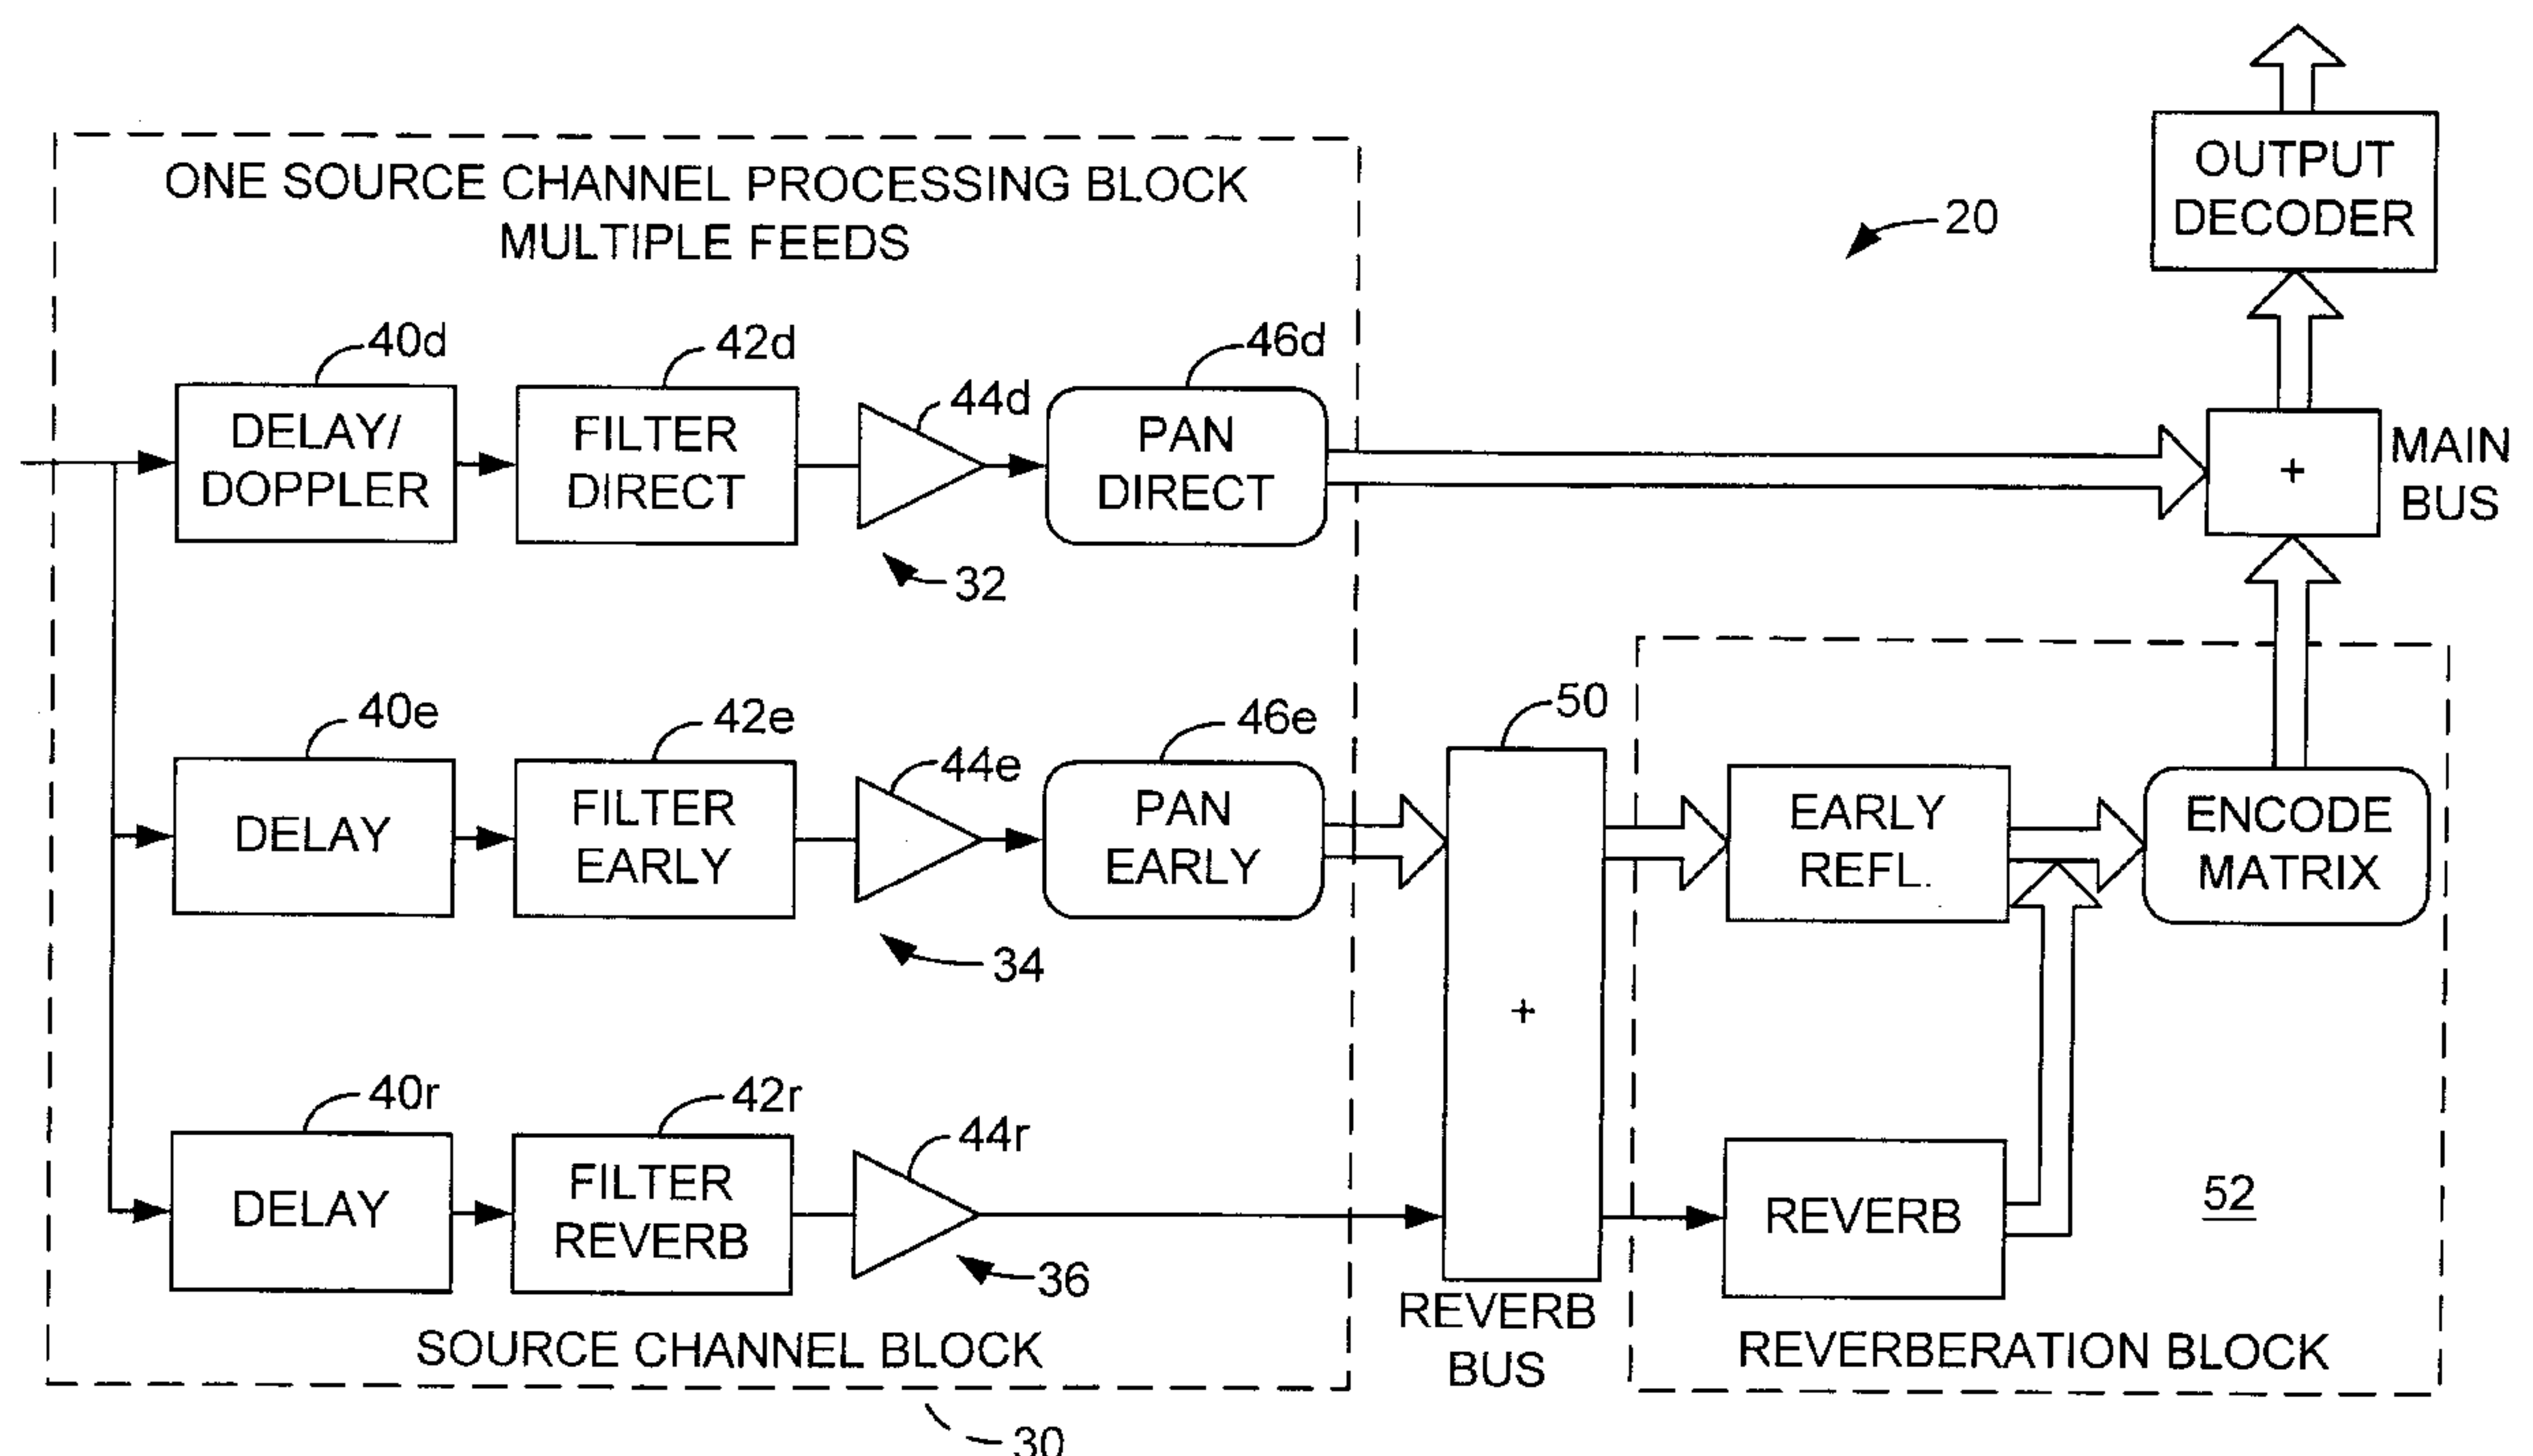 ONE SOURCE CHANNEL PROCESSING BLOCK
MULTIPLE FEEDS
20
OUTPUT
DECODER
40d
42d
44d
46d
DELAY/
DOPPLER
FILTER
DIRECT
PAN
DIRECT
+
MAIN
BUS
32
40e
42e
44e
46e
50
DELAY
FILTER
EARLY
PAN
EARLY
EARLY
REFL.
ENCODE
MATRIX
34
+
40r
42r
44r
DELAY
FILTER
REVERB
REVERB
52
36
REVERB
BUS
SOURCE CHANNEL BLOCK
REVERBERATION BLOCK
30